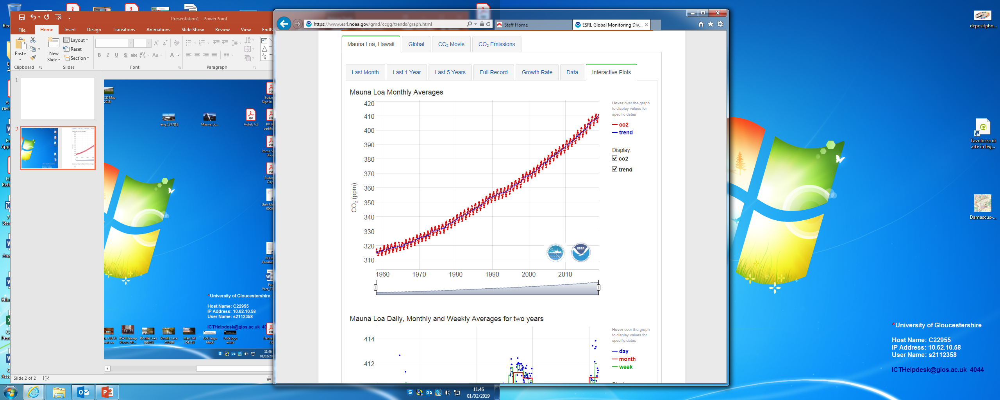 Presentation1 - PowerPoint
File
Home
Insert
Design
Transitions
Animations
Slide Show
Review
View
EndN
Paste
New
Slide
Layout
Reset
Section
Clipboard
Slides
Font
Paragraph
B I U S abc AV Aa A
1
2
CD May
2018
img_1377[1]
Mauna_Lo...
Hotels list
Budap
Sign in
PV_R
certific
Rome S
Shee
Budap
Day
UoA Me
0909
BELM
Feedba
Pau
Vare_ST
^University of Gloucestershire
Host Name: C22955
IP Address: 10.62.10.58
User Name: s2112358
ICTHelpdesk@glos.ac.uk 40
he OECD
hateau
RSP II Group
Photo 24t...
Pitville Lake
191018
Pitville Lake
261018
May Hill
251118
UoG logo
black
UoG logo
white
Transac
(3)
11:46
01/02/20
Slide 2 of 2
https://www.esrl.noaa.gov/gmd/ccgg/trends/graph.html
Staff Home
ESRL Global Monitoring Div...
Mauna Loa, Hawaii
Global
CO₂ Movie
CO₂ Emissions
Last Month
Last 1 Year
Last 5 Years
Full Record
Growth Rate
Data
Interactive Plots
Mauna Loa Monthly Averages
420
410
400
390
380
370
360
350
340
330
320
310
CO₂ (ppm)
1960 1970 1980 1990 2000 2010
NOAA
Hover over the graph
to display values for
specific dates
co2
trend
Display:
co2
trend
Mauna Loa Daily, Monthly and Weekly Averages for two years
414
412
Hover over the graph
to display values for
specific dates
day
month
week
depositpho...
Tavolozza di
arte in leg...
Damascus-...
^University of Gloucestershire
Host Name: C22955
IP Address: 10.62.10.58
User Name: s2112358
ICTHelpdesk@glos.ac.uk 4044
11:46
01/02/2019